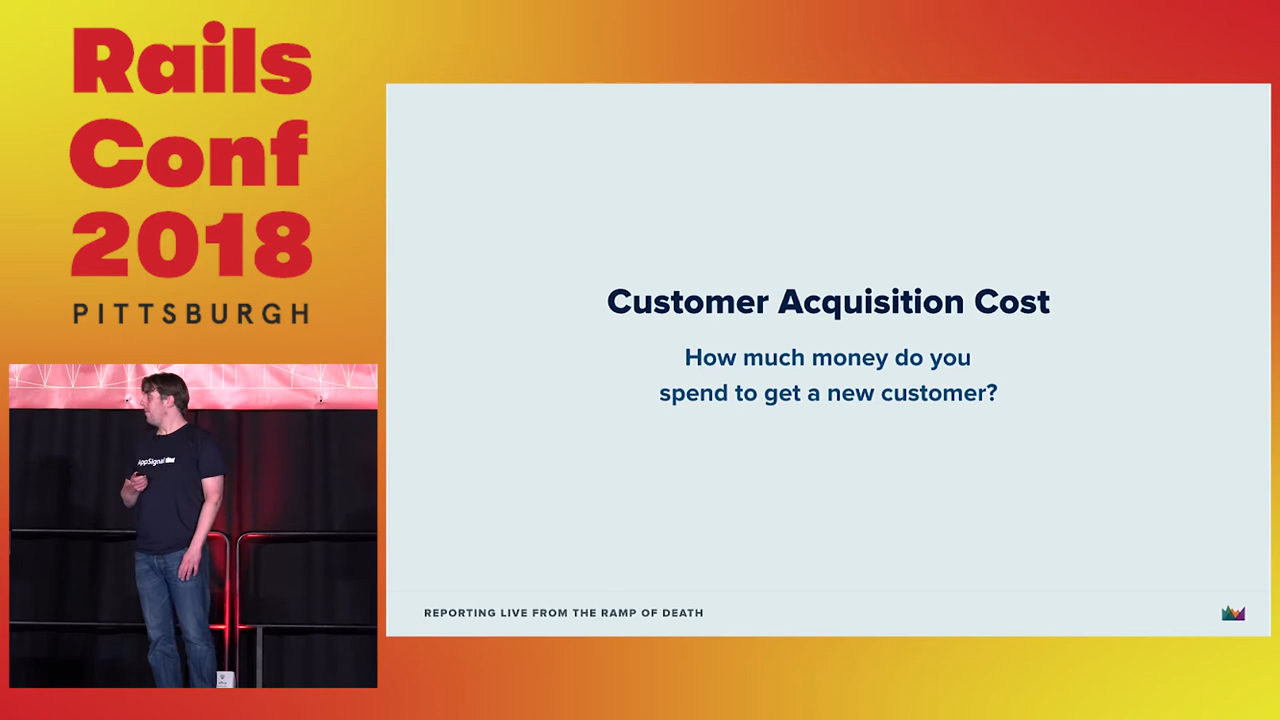 Rails
Conf
2018
PITTSBURGH
AppSignal
Customer Acquisition Cost
How much money do you
spend to get a new customer?
REPORTING LIVE FROM THE RAMP OF DEATH